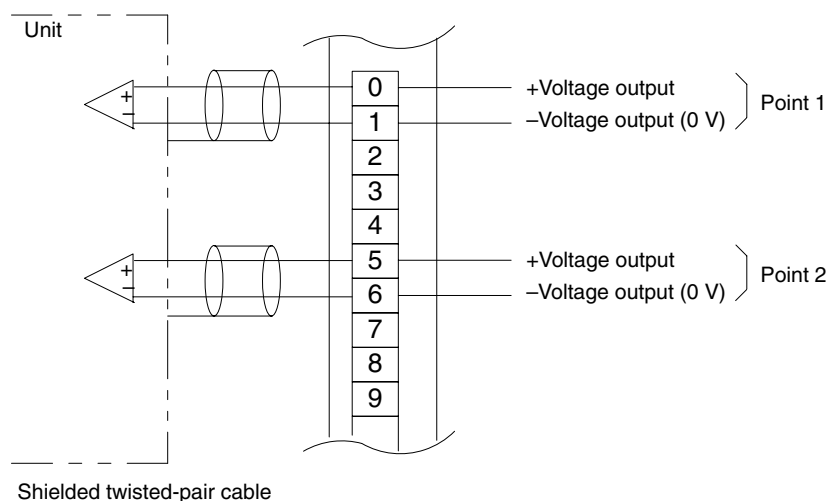 Unit
+
–
0
+Voltage output
Point 1
1
–Voltage output (0 V)
2
3
4
+
–
5
+Voltage output
Point 2
6
–Voltage output (0 V)
7
8
9
Shielded twisted-pair cable